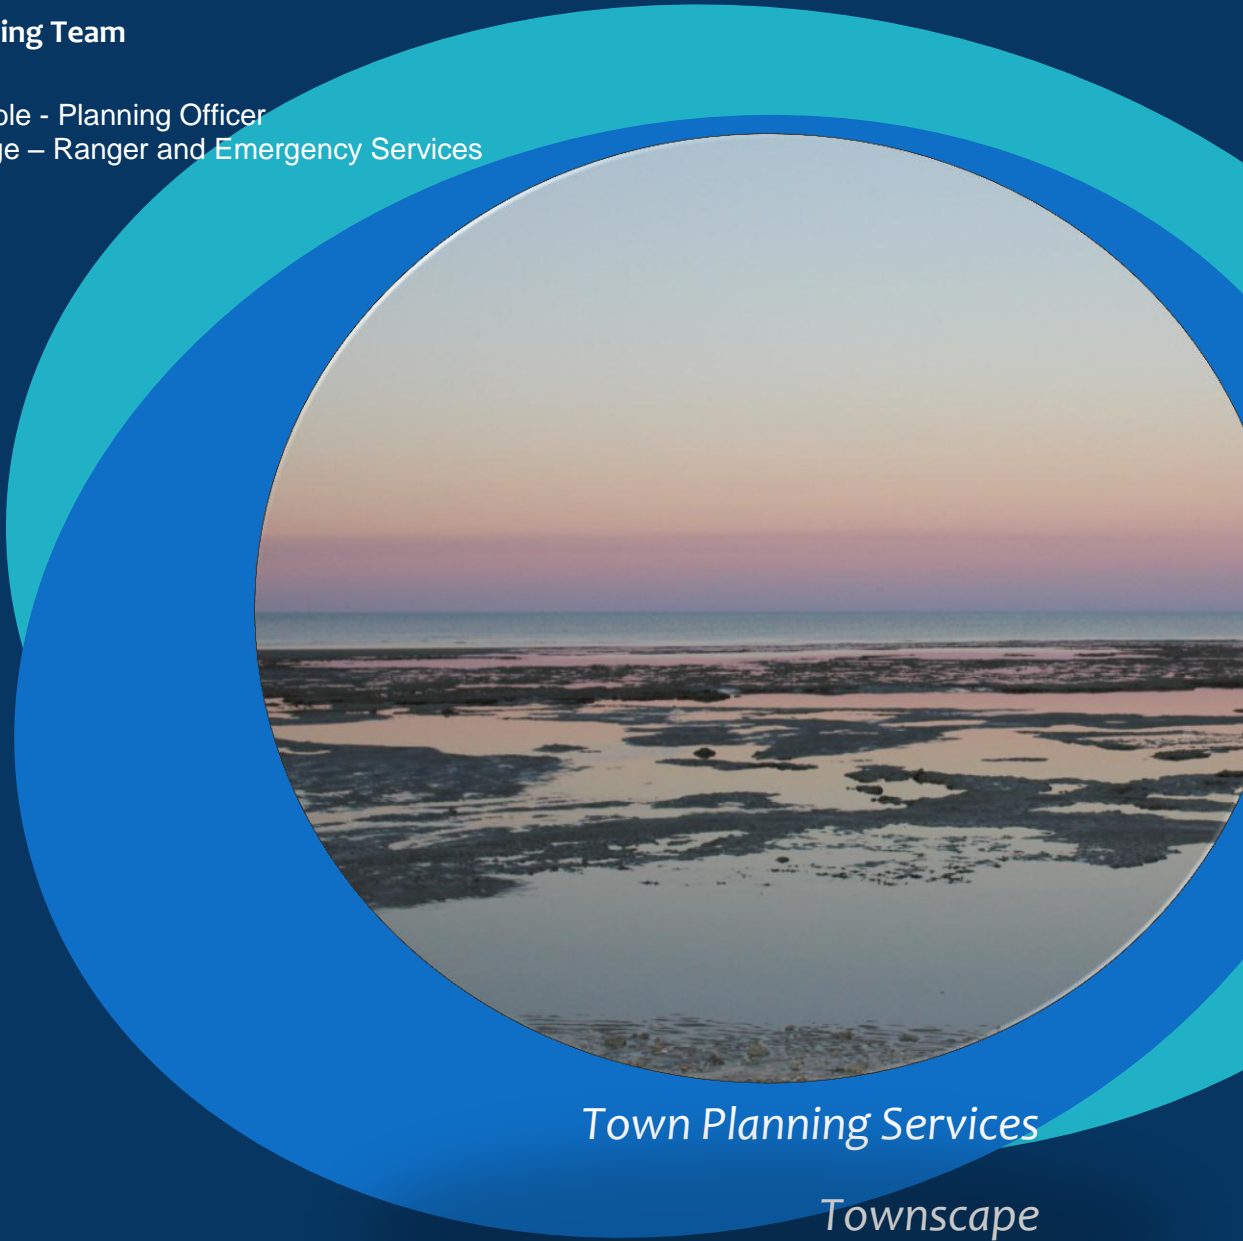 ing Team
ole - Planning Officer
ge – Ranger and Emergency Services
Town Planning Services
Townscape